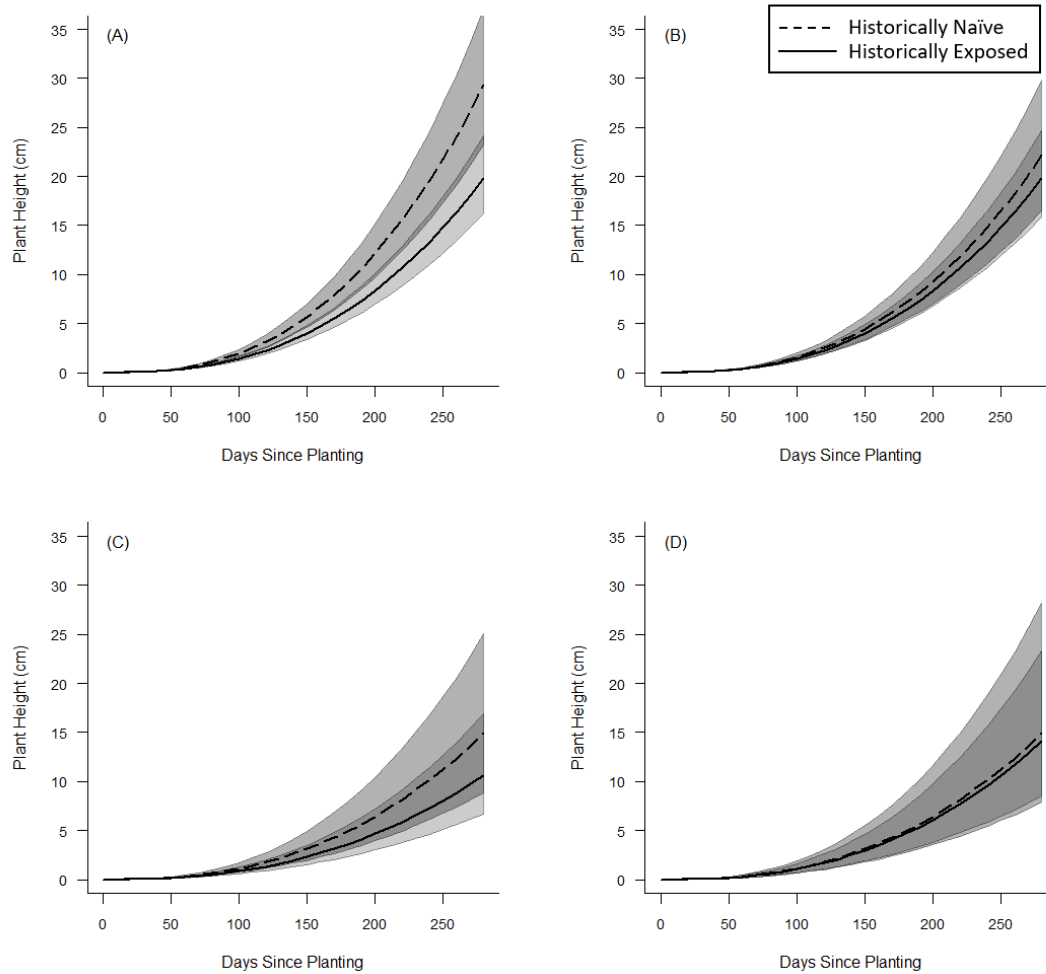 (A)
35
30
25
20
15
10
5
0
Plant Height (cm)
0 50 100 150 200 250
Days Since Planting
(B)
Historically Naïve
Historically Exposed
35
30
25
20
15
10
5
0
Plant Height (cm)
0 50 100 150 200 250
Days Since Planting
(C)
35
30
25
20
15
10
5
0
Plant Height (cm)
0 50 100 150 200 250
Days Since Planting
(D)
35
30
25
20
15
10
5
0
Plant Height (cm)
0 50 100 150 200 250
Days Since Planting